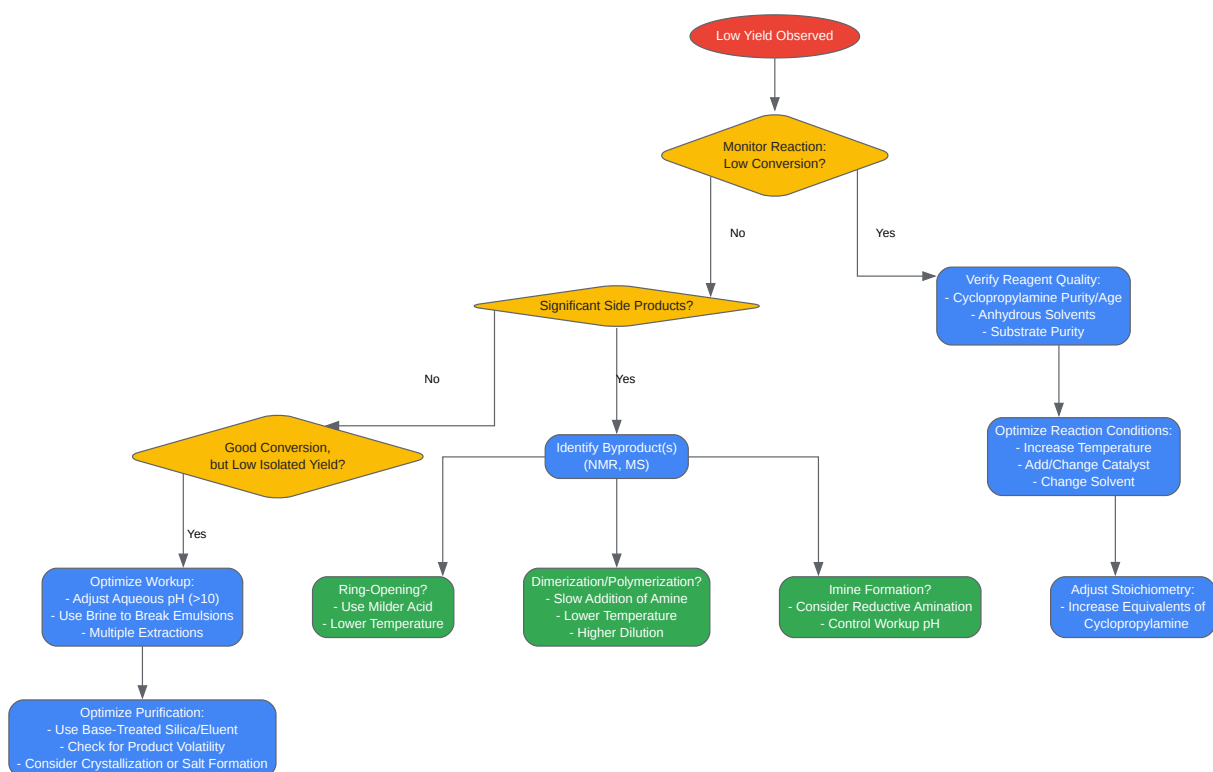 Low Yield Observed
Monitor Reaction:
Low Conversion?
No
Yes
Verify Reagent Quality:
- Cyclopropylamine Purity/Age
- Anhydrous Solvents
- Substrate Purity
Significant Side Products?
No
Yes
Good Conversion,
but Low Isolated Yield?
Identify Byproduct(s)
(NMR, MS)
Optimize Reaction Conditions:
- Increase Temperature
- Add/Change Catalyst
- Change Solvent
Yes
Optimize Workup:
- Adjust Aqueous pH (>10)
- Use Brine to Break Emulsions
- Multiple Extractions
Ring-Opening?
- Use Milder Acid
- Lower Temperature
Dimerization/Polymerization?
- Slow Addition of Amine
- Lower Temperature
- Higher Dilution
Imine Formation?
- Consider Reductive Amination
- Control Workup pH
Adjust Stoichiometry:
- Increase Equivalents of
Cyclopropylamine
Optimize Purification:
- Use Base-Treated Silica/Eluent
- Check for Product Volatility
- Consider Crystallization or Salt Formation